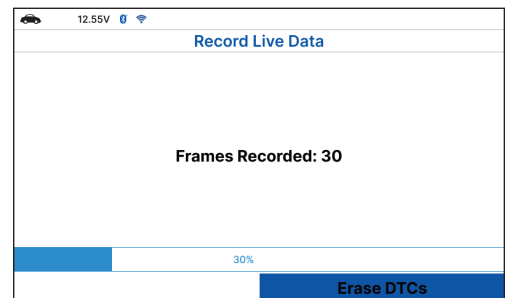 12.55V
Record Live Data
Frames Recorded: 30
30%
Erase DTCs